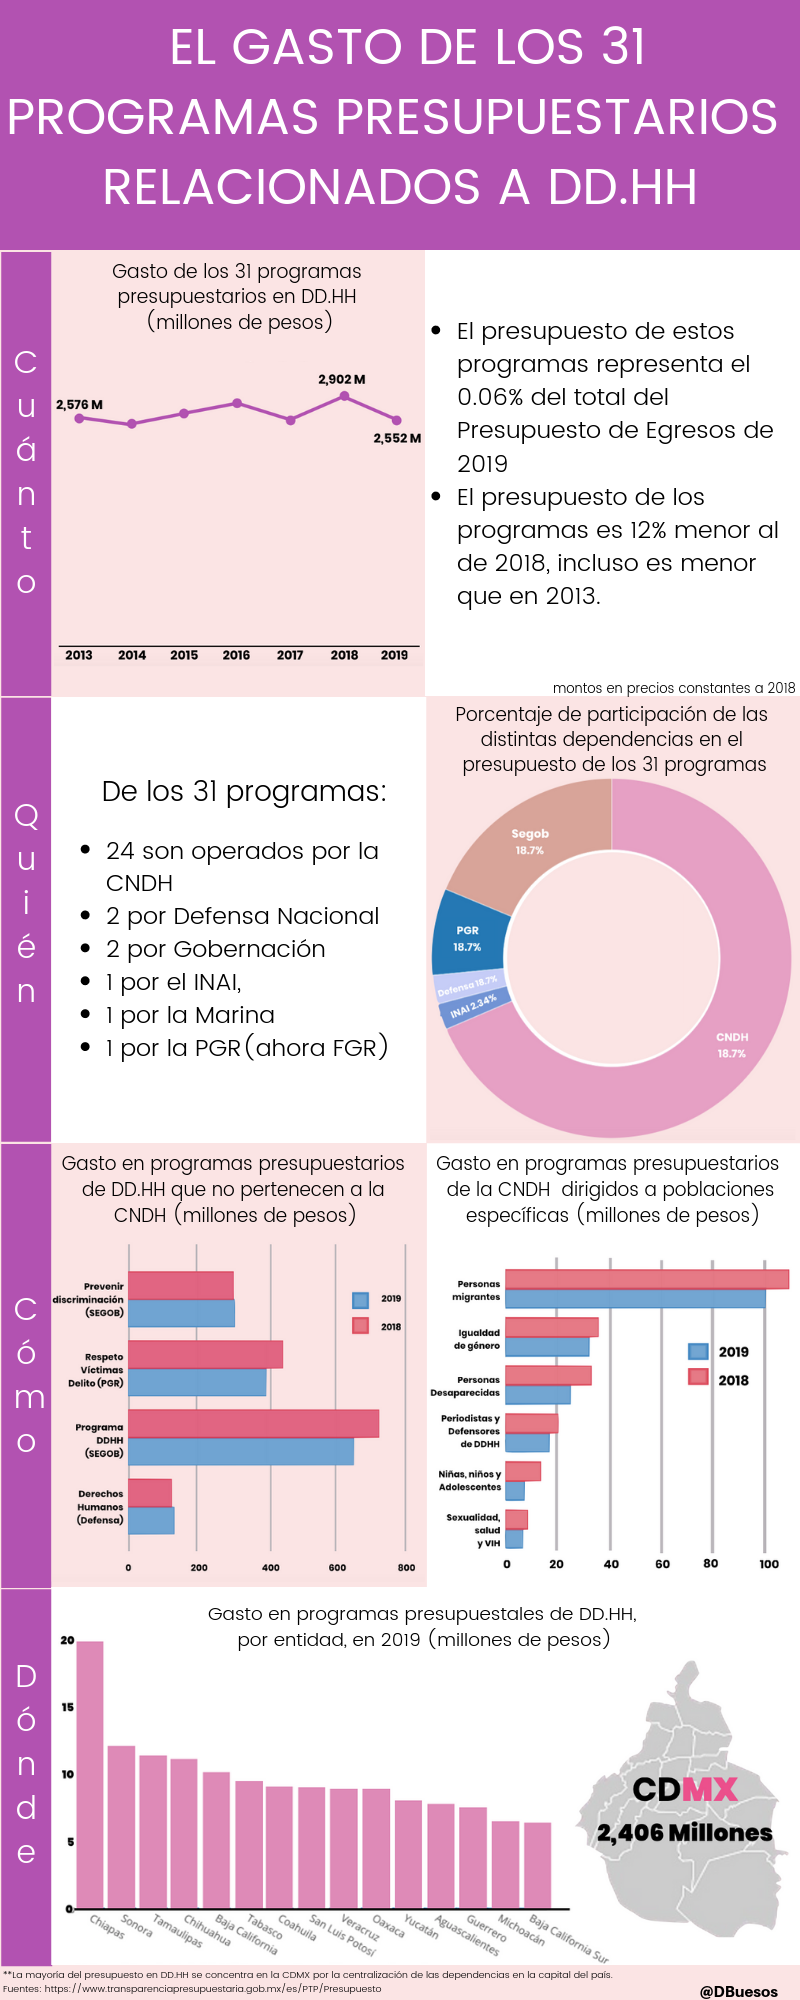 EL GASTO DE LOS 31
PROGRAMAS PRESUPUESTARIOS
RELACIONADOS A DD.HH
Cuánto
Gasto de los 31 programas
presupuestarios en DD.HH
(millones de pesos)
2,576 M
2,902 M
2,552 M
2013 2014 2015 2016 2017 2018 2019
• El presupuesto de estos
programas representa el
0.06% del total del
Presupuesto de Egresos de
2019
• El presupuesto de los
programas es 12% menor al
de 2018, incluso es menor
que en 2013.
montos en precios constantes a 2018
Quién
De los 31 programas:
• 24 son operados por la
CNDH
• 2 por Defensa Nacional
• 2 por Gobernación
• 1 por el INAI,
• 1 por la Marina
• 1 por la PGR(ahora FGR)
Porcentaje de participación de las
distintas dependencias en el
presupuesto de los 31 programas
Segob
18.7%
PGR
18.7%
Defensa 18.7%
INAI 2.34%
CNDH
18.7%
Cómo
Gasto en programas presupuestarios
de DD.HH que no pertenecen a la
CNDH (millones de pesos)
Prevenir
discriminación
(SEGOB)
Respeto
Víctimas
Delito (PGR)
Programa
DDHH
(SEGOB)
Derechos
Humanos
(Defensa)
2019
2018
0 200 400 600 800
Gasto en programas presupuestarios
de la CNDH dirigidos a poblaciones
específicas (millones de pesos)
Personas
migrantes
Igualdad
de género
Personas
Desaparecidas
Periodistas y
Defensores
de DDHH
Niñas, niños y
Adolescentes
Sexualidad,
salud
y VIH
2019
2018
0 20 40 60 80 100
Dónde
Gasto en programas presupuestales de DD.HH,
por entidad, en 2019 (millones de pesos)
20
15
10
5
0
Chiapas
Sonora
Tamaulipas
Chihuahua
Baja California
Tabasco
Coahuila
San Luis Potosí
Veracruz
Oaxaca
Yucatán
Aguascalientes
Guerrero
Michoacán
Baja California Sur
CDMX
2,406 Millones
**La mayoría del presupuesto en DD.HH se concentra en la CDMX por la centralización de las dependencias en la capital del país.
Fuentes: https://www.transparenciapresupuestaria.gob.mx/es/PTP/Presupuesto
@DBuesos